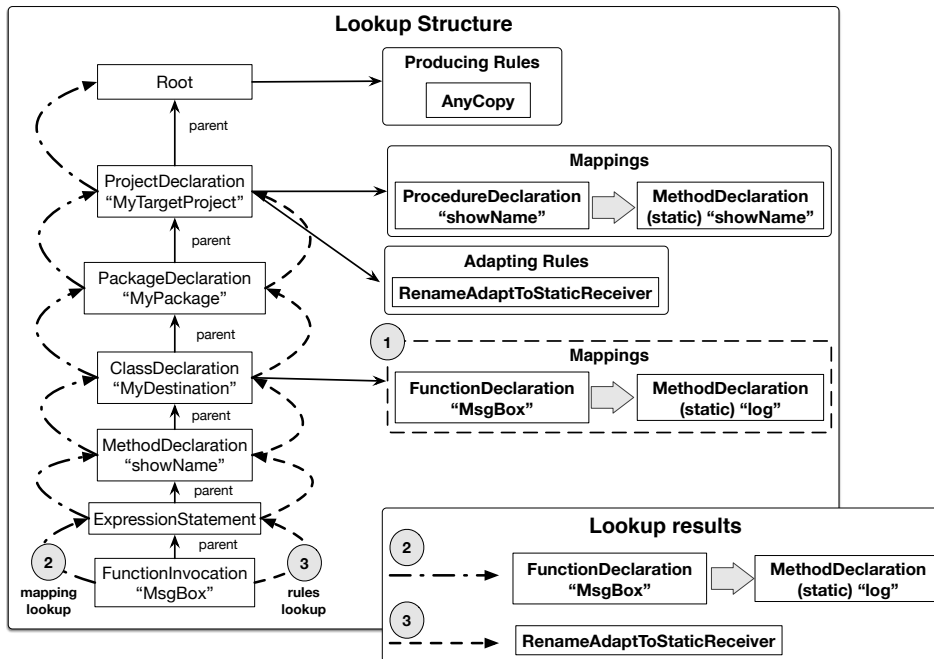 Lookup Structure
Root
Producing Rules
AnyCopy
parent
ProjectDeclaration
“MyTargetProject”
Mappings
ProcedureDeclaration
“showName”
MethodDeclaration
(static) “showName”
parent
Adapting Rules
RenameAdaptToStaticReceiver
PackageDeclaration
“MyPackage”
parent
1
Mappings
ClassDeclaration
“MyDestination”
FunctionDeclaration
“MsgBox”
MethodDeclaration
(static) “log”
parent
MethodDeclaration
“showName”
parent
ExpressionStatement
parent
2
mapping
lookup
FunctionInvocation
“MsgBox”
3
rules
lookup
Lookup results
2
FunctionDeclaration
“MsgBox”
MethodDeclaration
(static) “log”
3
RenameAdaptToStaticReceiver